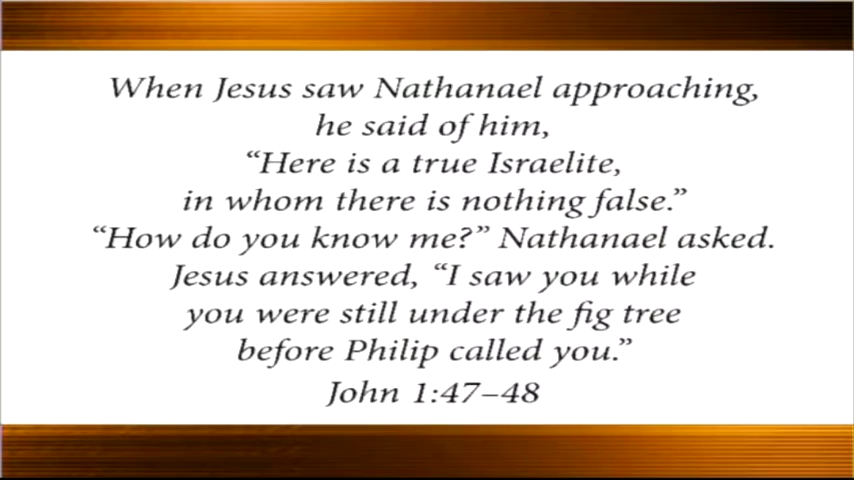 When Jesus saw Nathanael approaching,
he said of him,
“Here is a true Israelite,
in whom there is nothing false.”
“How do you know me?” Nathanael asked.
Jesus answered, “I saw you while
you were still under the fig tree
before Philip called you.”
John 1:47–48